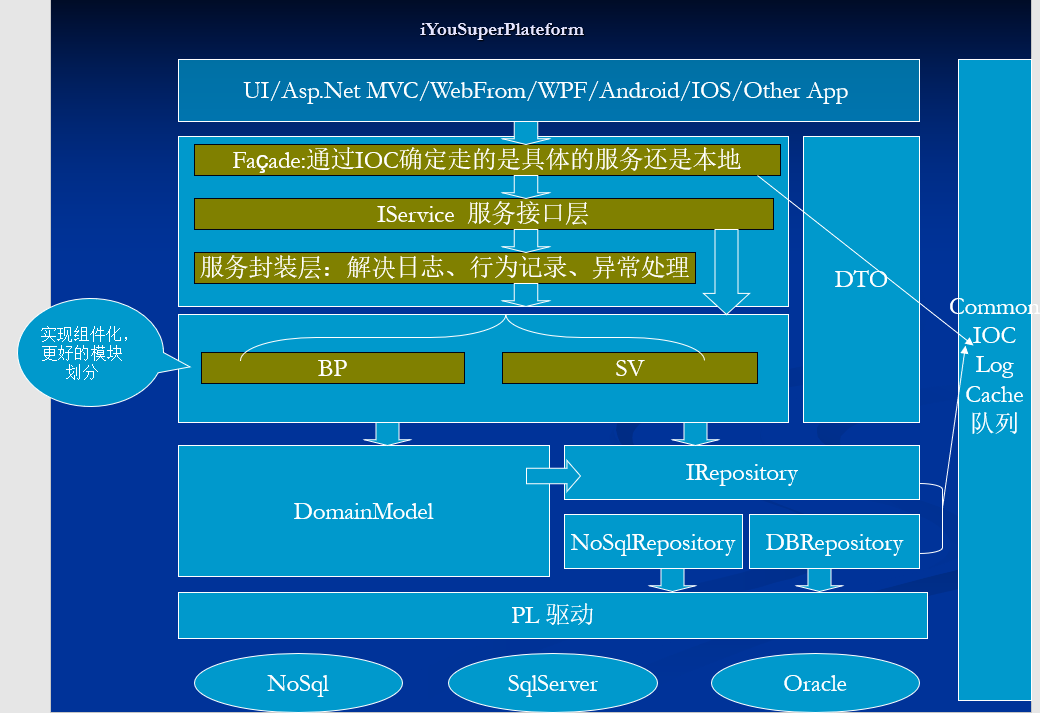 iYouSuperPlateform
UI/Asp.Net MVC/WebFrom/WPF/Android/IOS/Other App
Façade:通过IOC确定走的是具体的服务还是本地
IService 服务接口层
服务封装层：解决日志、行为记录、异常处理
DTO
Common
IOC
Log
Cache
队列
实现组件化，
更好的模块
划分
BP
SV
DomainModel
IRepository
NoSqlRepository
DBRepository
PL 驱动
NoSql
SqlServer
Oracle